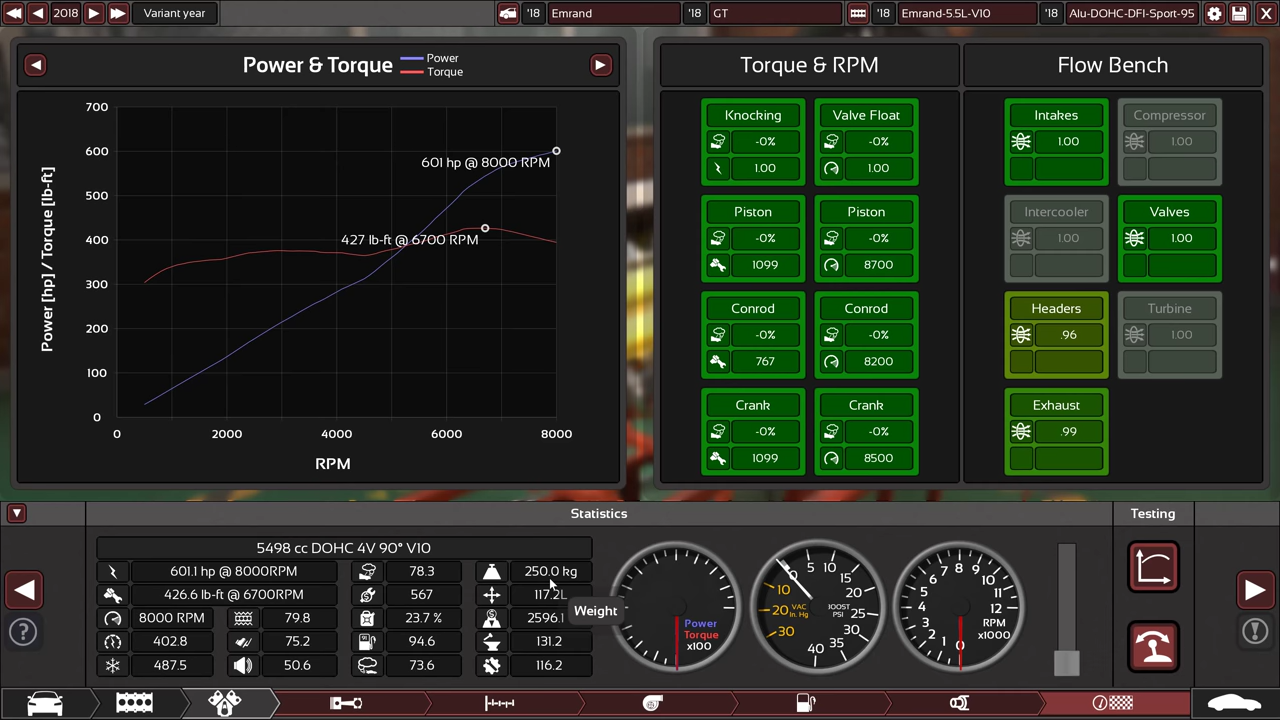 2018
Variant year
'18
Emrand
'18
GT
'18
Emrand-5.5L-V10
'18
Alu-DOHC-DFI-Sport-95
Power & Torque
Power
Torque
700
600
500
400
300
200
100
0
Power [hp] / Torque [lb-ft]
601 hp @ 8000 RPM
427 lb-ft @ 6700 RPM
0
2000
4000
6000
8000
RPM
Torque & RPM
Knocking
-0%
1.00
Valve Float
-0%
1.00
Piston
-0%
1099
Piston
-0%
8700
Conrod
-0%
767
Conrod
-0%
8200
Crank
-0%
1099
Crank
-0%
8500
Flow Bench
Intakes
1.00
Compressor
1.00
Intercooler
1.00
Valves
1.00
Headers
.96
Turbine
1.00
Exhaust
.99
Statistics
Testing
5498 cc DOHC 4V 90° V10
601.1 hp @ 8000RPM
78.3
250.0 kg
426.6 lb-ft @ 6700RPM
567
117.2L
8000 RPM
79.8
23.7 %
2596.1
402.8
75.2
94.6
131.2
487.5
50.6
73.6
116.2
Weight
Power
Torque
x100
0
5
10
15
20
25
30
35
40
10
20
30
VAC
In. Hg
BOOST
PSI
0
1
2
3
4
5
6
7
8
9
10
11
12
RPM
x1000